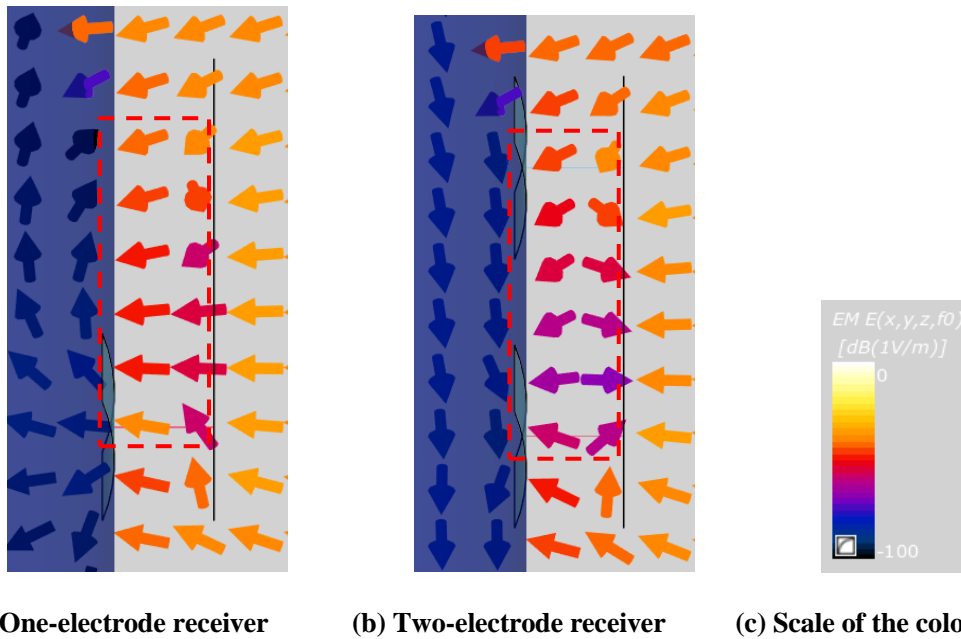 EM E(x,y,z,f0)
[dB(1V/m)]
0
-100
One-electrode receiver
(b) Two-electrode receiver
(c) Scale of the colo